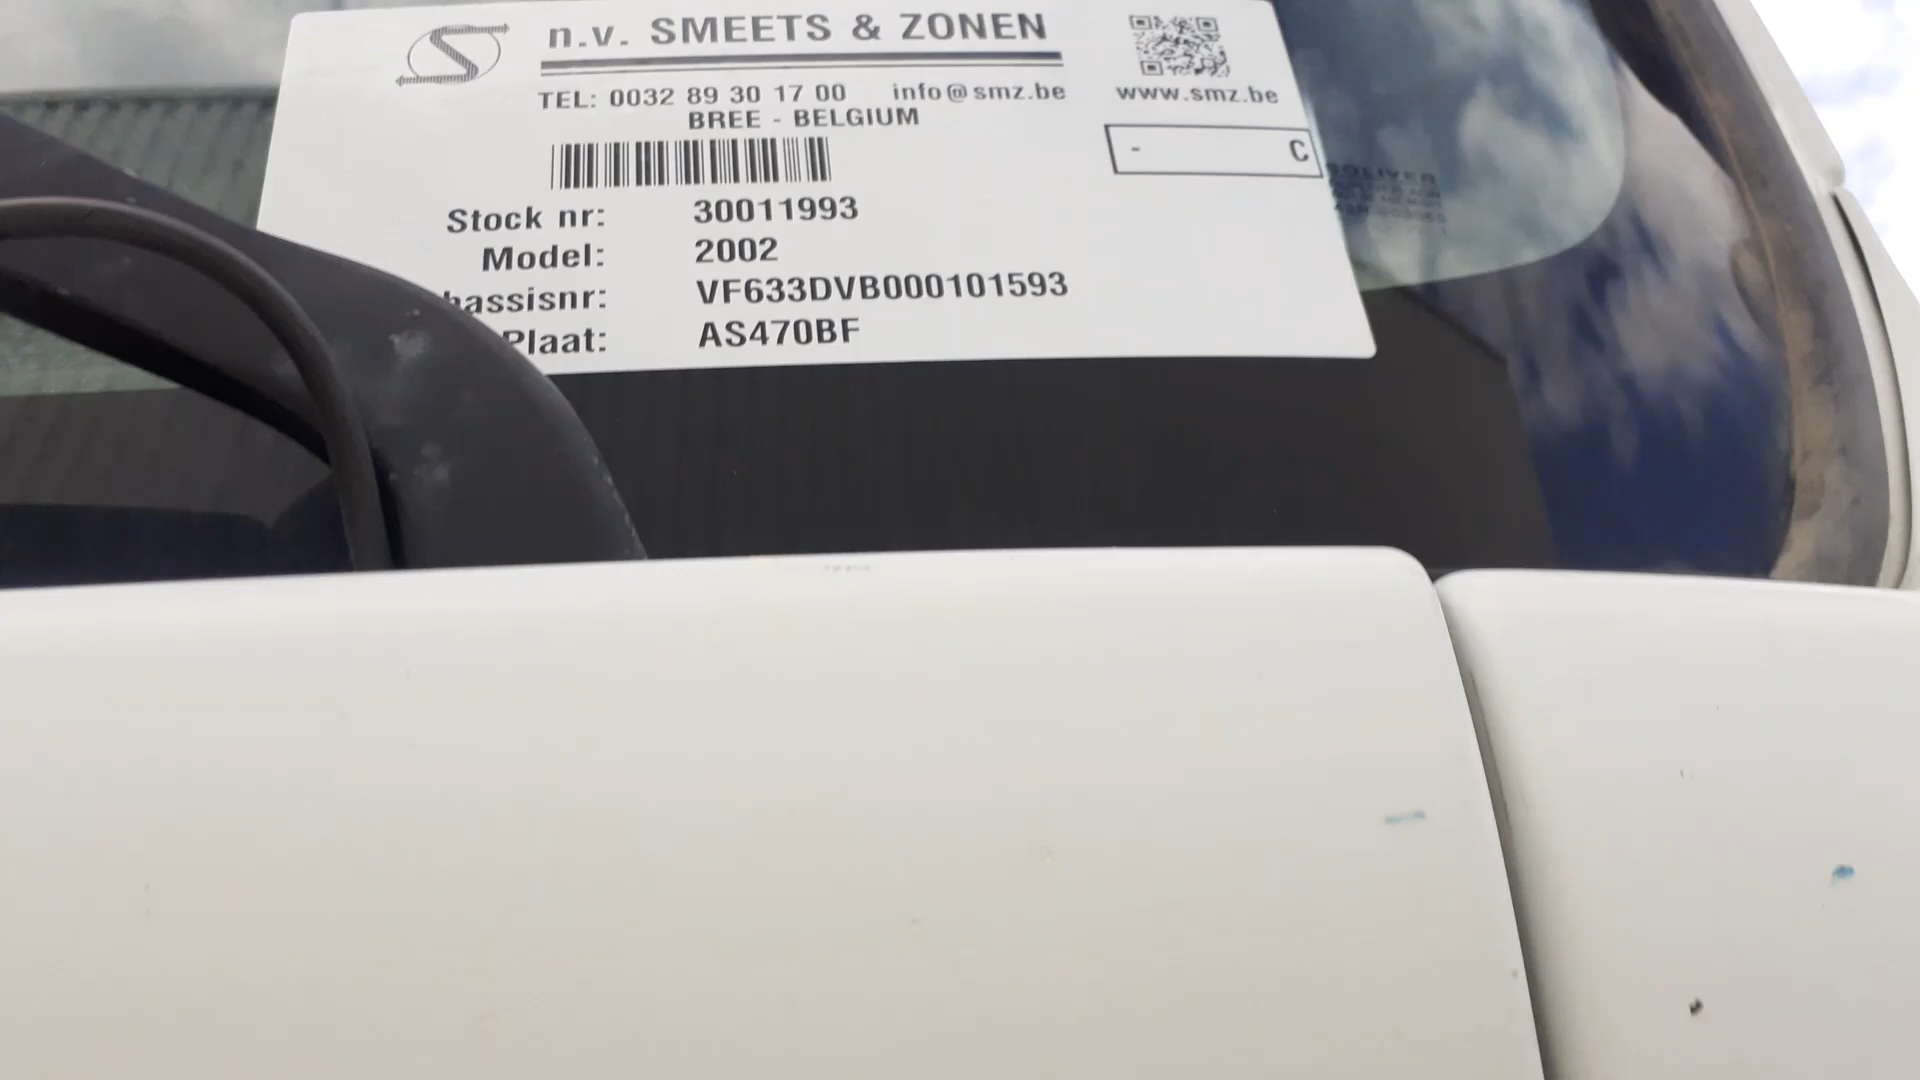 n.v. SMEETS & ZONEN
TEL: 0032 89 30 17 00 info@smz.be
BREE - BELGIUM
www.smz.be
- C
Stock nr: 30011993
Model: 2002
hassisnr: VF633DVB000101593
Plaat: AS470BF
SOLIVER